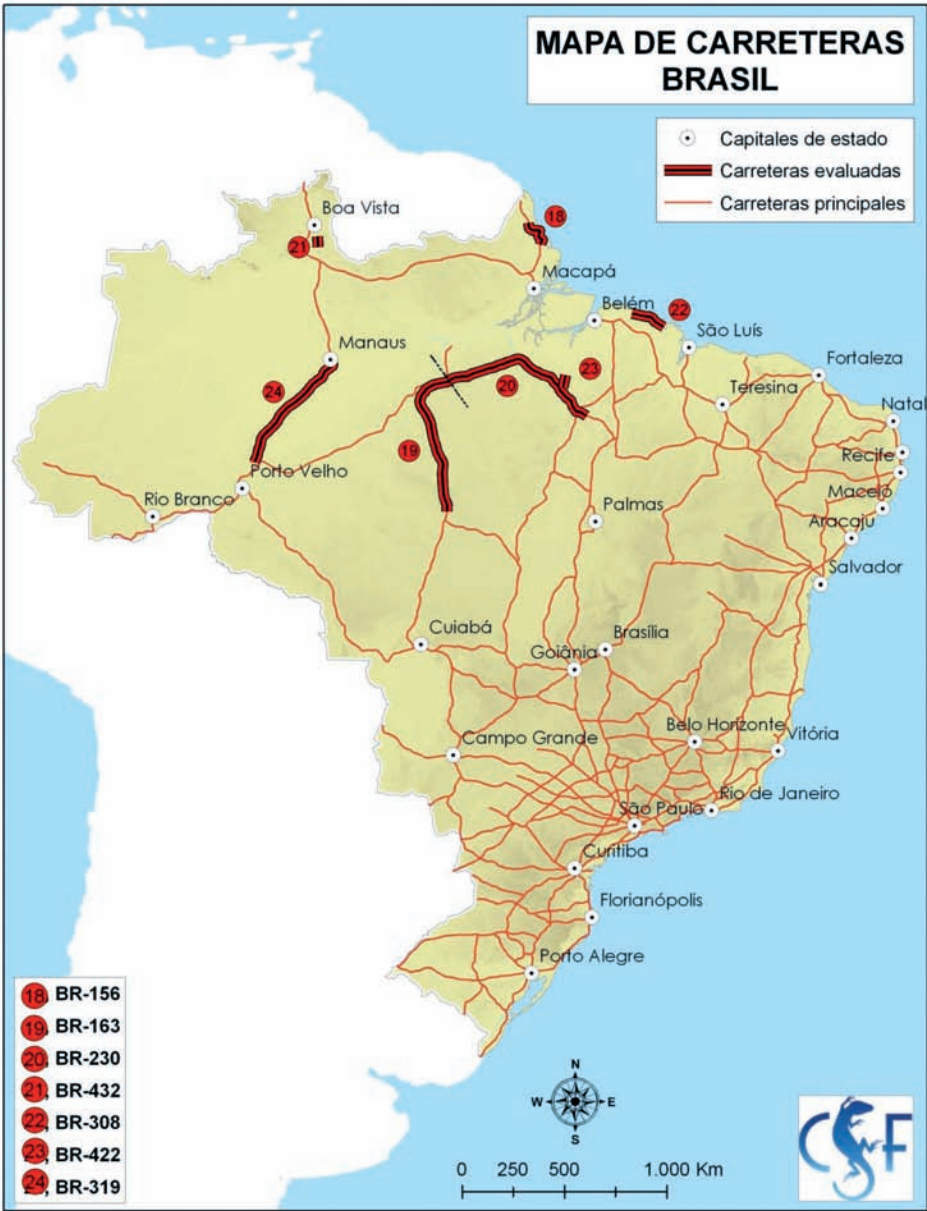 MAPA DE CARRETERAS
BRASIL
Capitales de estado
Carreteras evaluadas
Carreteras principales
Boa Vista
21
18
Macapá
Belém
22
São Luís
Manaus
Fortaleza
23
24
20
Teresina
Natal
19
Recife
Porto Velho
Maceió
Rio Branco
Palmas
Aracaju
Salvador
Cuiabá
Brasília
Goiânia
Belo Horizonte
Vitória
Campo Grande
Rio de Janeiro
São Paulo
Curitiba
Florianópolis
Porto Alegre
18, BR-156
19, BR-163
20, BR-230
21, BR-432
22, BR-308
23, BR-422
24, BR-319
N
W E
S
0 250 500 1.000 Km
CSF